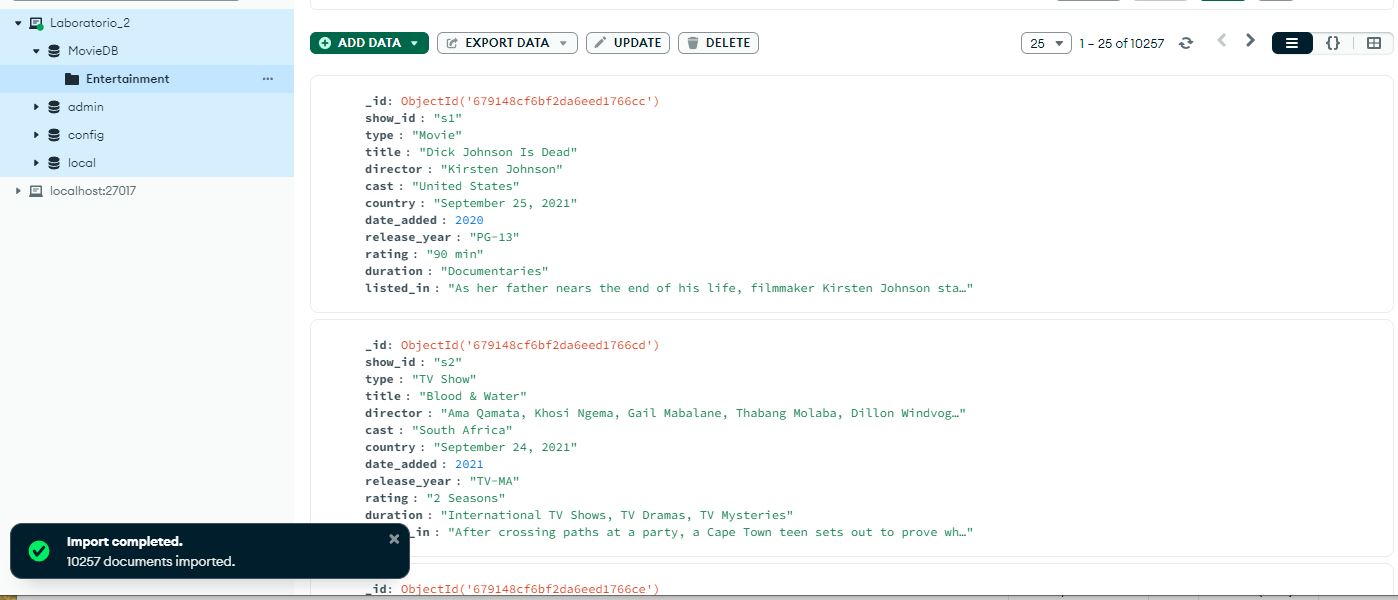 Laboratorio_2
MovieDB
Entertainment
admin
config
local
localhost:27017
ADD DATA
EXPORT DATA
UPDATE
DELETE
25
1 – 25 of 10257
{}
_id: ObjectId('679148cf6bf2da6eed1766cc')
show_id : "s1"
type : "Movie"
title : "Dick Johnson Is Dead"
director : "Kirsten Johnson"
cast : "United States"
country : "September 25, 2021"
date_added : 2020
release_year : "PG-13"
rating : "90 min"
duration : "Documentaries"
listed_in : "As her father nears the end of his life, filmmaker Kirsten Johnson sta…"
_id: ObjectId('679148cf6bf2da6eed1766cd')
show_id : "s2"
type : "TV Show"
title : "Blood & Water"
director : "Ama Qamata, Khosi Ngema, Gail Mabalane, Thabang Molaba, Dillon Windvog…"
cast : "South Africa"
country : "September 24, 2021"
date_added : 2021
release_year : "TV-MA"
rating : "2 Seasons"
duration : "International TV Shows, TV Dramas, TV Mysteries"
_in : "After crossing paths at a party, a Cape Town teen sets out to prove wh…"
_id: ObjectId('679148cf6bf2da6eed1766ce')
Import completed.
10257 documents imported.